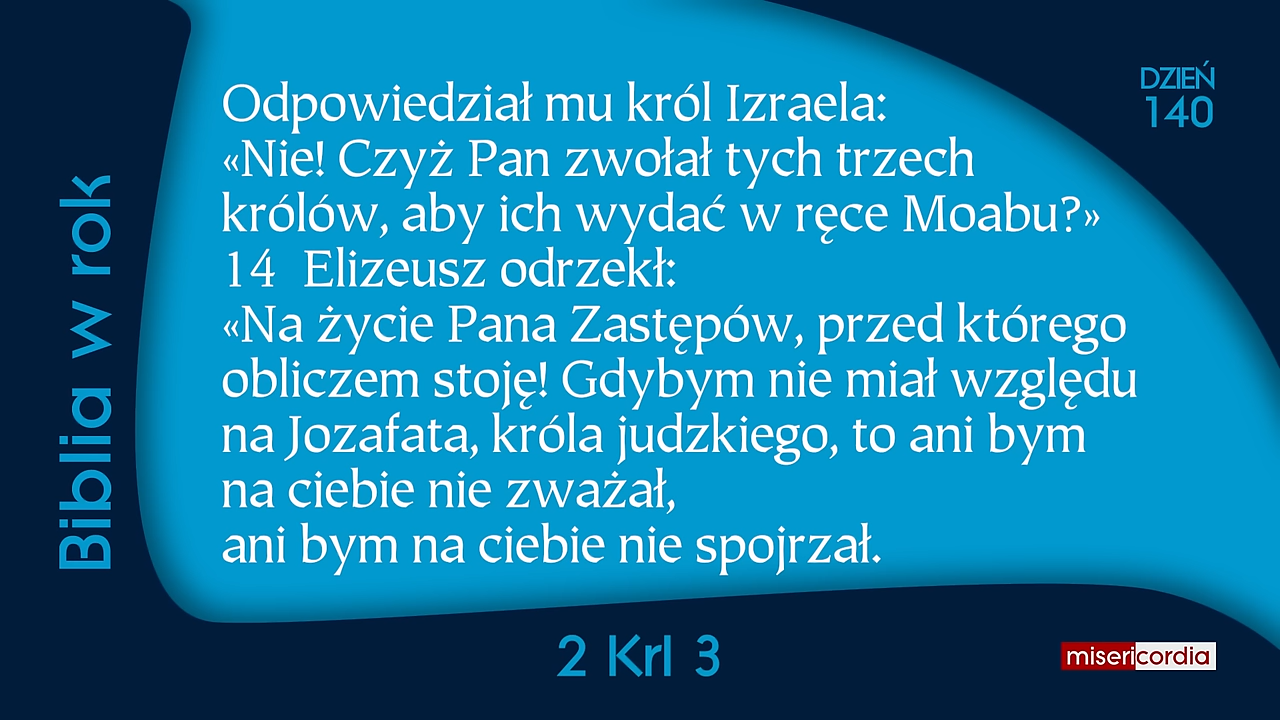 DZIEŃ
140
Odpowiedział mu król Izraela:
«Nie! Czyż Pan zwołał tych trzech
królów, aby ich wydać w ręce Moabu?»
14 Elizeusz odrzekł:
«Na życie Pana Zastępów, przed którego
obliczem stoję! Gdybym nie miał względu
na Jozafata, króla judzkiego, to ani bym
na ciebie nie zważał,
ani bym na ciebie nie spojrzał.
Biblia w rok
2 Krl 3
misericordia